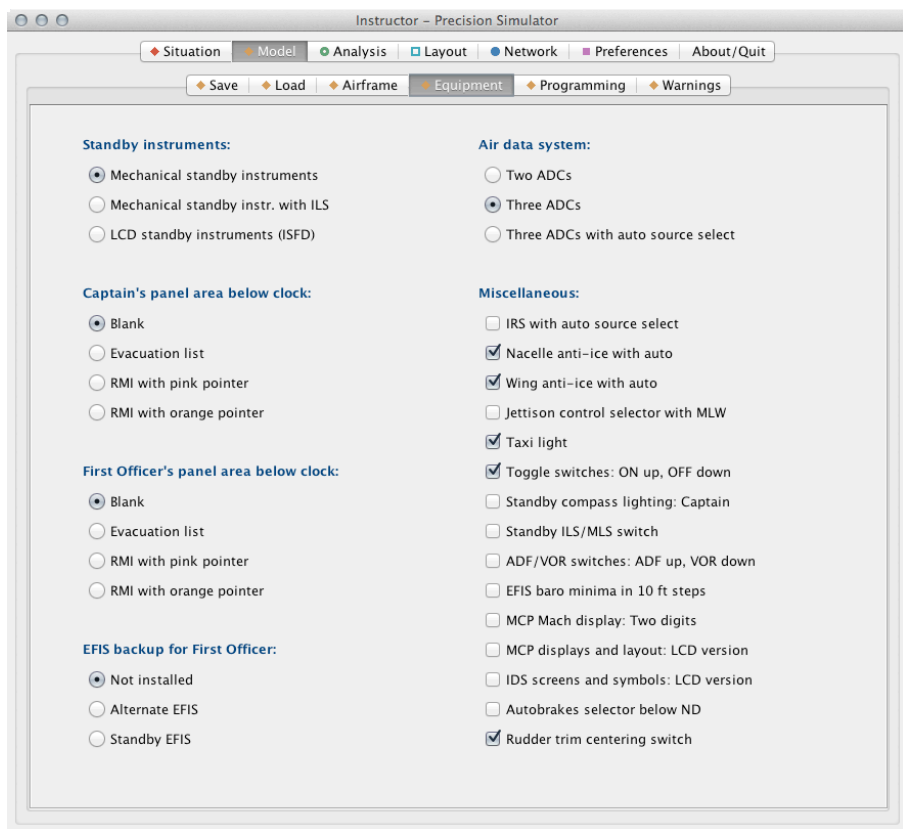 Instructor – Precision Simulator
Situation Model Analysis Layout Network Preferences About/Quit
Save Load Airframe Equipment Programming Warnings
Standby instruments:
Mechanical standby instruments
Mechanical standby instr. with ILS
LCD standby instruments (ISFD)
Captain's panel area below clock:
Blank
Evacuation list
RMI with pink pointer
RMI with orange pointer
First Officer's panel area below clock:
Blank
Evacuation list
RMI with pink pointer
RMI with orange pointer
EFIS backup for First Officer:
Not installed
Alternate EFIS
Standby EFIS
Air data system:
Two ADCs
Three ADCs
Three ADCs with auto source select
Miscellaneous:
IRS with auto source select
Nacelle anti-ice with auto
Wing anti-ice with auto
Jettison control selector with MLW
Taxi light
Toggle switches: ON up, OFF down
Standby compass lighting: Captain
Standby ILS/MLS switch
ADF/VOR switches: ADF up, VOR down
EFIS baro minima in 10 ft steps
MCP Mach display: Two digits
MCP displays and layout: LCD version
IDS screens and symbols: LCD version
Autobrakes selector below ND
Rudder trim centering switch